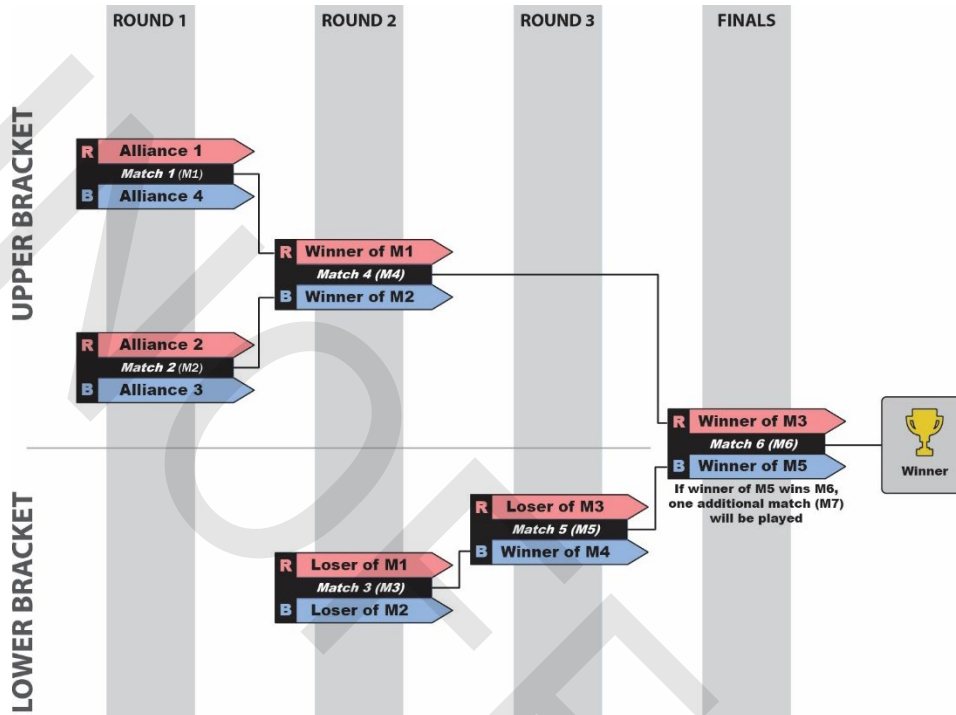 ROUND 1
ROUND 2
ROUND 3
FINALS
UPPER BRACKET
R Alliance 1
Match 1 (M1)
B Alliance 4
R Winner of M1
Match 4 (M4)
B Winner of M2
R Alliance 2
Match 2 (M2)
B Alliance 3
R Winner of M3
Match 6 (M6)
B Winner of M5
If winner of M5 wins M6,
one additional match (M7)
will be played
Winner
LOWER BRACKET
R Loser of M3
Match 5 (M5)
B Winner of M4
R Loser of M1
Match 3 (M3)
B Loser of M2